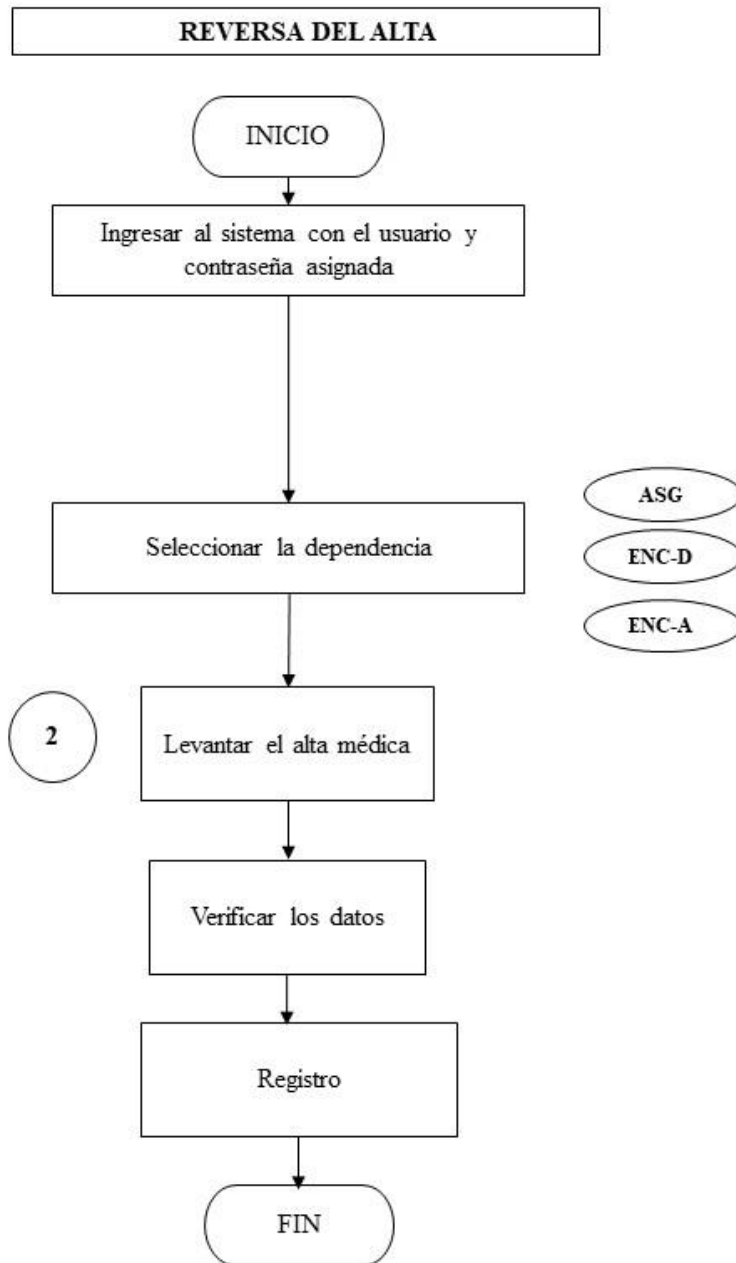 REVERSA DEL ALTA
INICIO
Ingresar al sistema con el usuario y
contraseña asignada
ASG
Seleccionar la dependencia
ENC-D
ENC-A
2
Levantar el alta médica
Verificar los datos
Registro
FIN